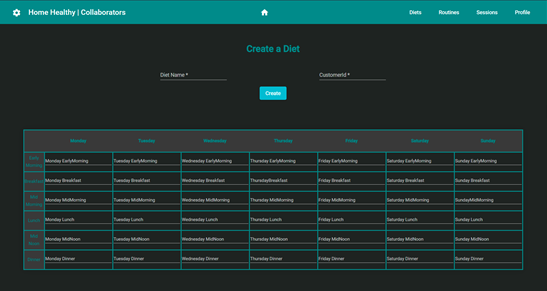 Home Healthy | Collaborators
Diets Routines Sessions Profile
Create a Diet
Diet Name * CustomerId *
Create
Monday Tuesday Wednesday Thursday Friday Saturday Sunday
Early
Morning
Monday EarlyMorning Tuesday EarlyMorning Wednesday EarlyMorning Thursday EarlyMorning Friday EarlyMorning Saturday EarlyMorning Sunday EarlyMorning
Breakfast Monday Breakfast Tuesday Breakfast Wednesday Breakfast ThursdayBreakfast Friday Breakfast Saturday Breakfast Sunday Breakfast
Mid
Morning
Monday MidMorning Tuesday MidMorning Wednesday MidMorning Thursday MidMorning Friday MidMorning Saturday MidMorning SundayMidMorning
Lunch Monday Lunch Tuesday Lunch Wednesday Lunch Thursday Lunch Friday Lunch Saturday Lunch Sunday Lunch
Mid
Noon
Monday MidNoon Tuesday MidNoon Wednesday MidNoon Thursday MidNoon Friday MidNoon Saturday MidNoon Sunday MidNoon
Dinner Monday Dinner Tuesday Dinner Wednesday Dinner Thursday Dinner Friday Dinner Saturday Dinner Sunday Dinner